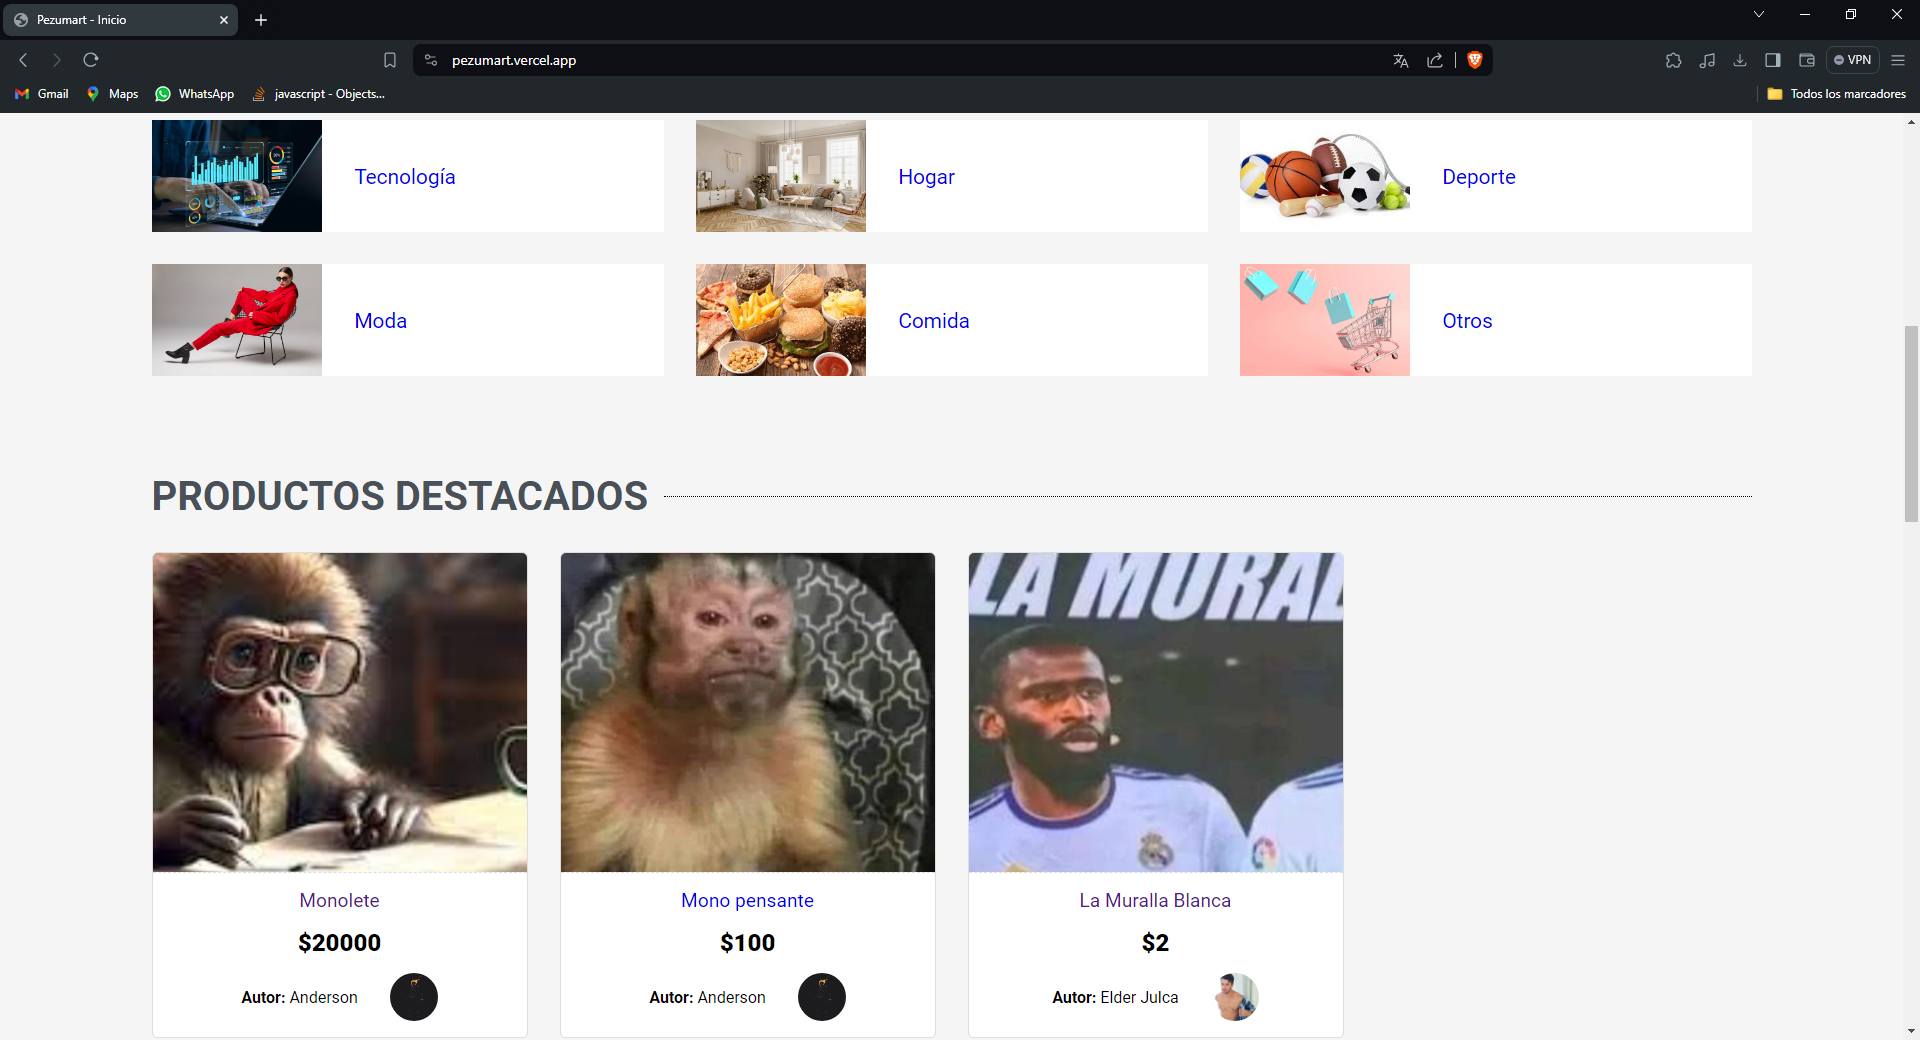 Pezumart - Inicio
pezumart.vercel.app
VPN
Gmail
Maps
WhatsApp
javascript - Objects...
Todos los marcadores
Tecnología
Hogar
Deporte
Moda
Comida
Otros
PRODUCTOS DESTACADOS
LA MURAL
Monolete
Mono pensante
La Muralla Blanca
$20000
$100
$2
Autor: Anderson
Autor: Anderson
Autor: Elder Julca